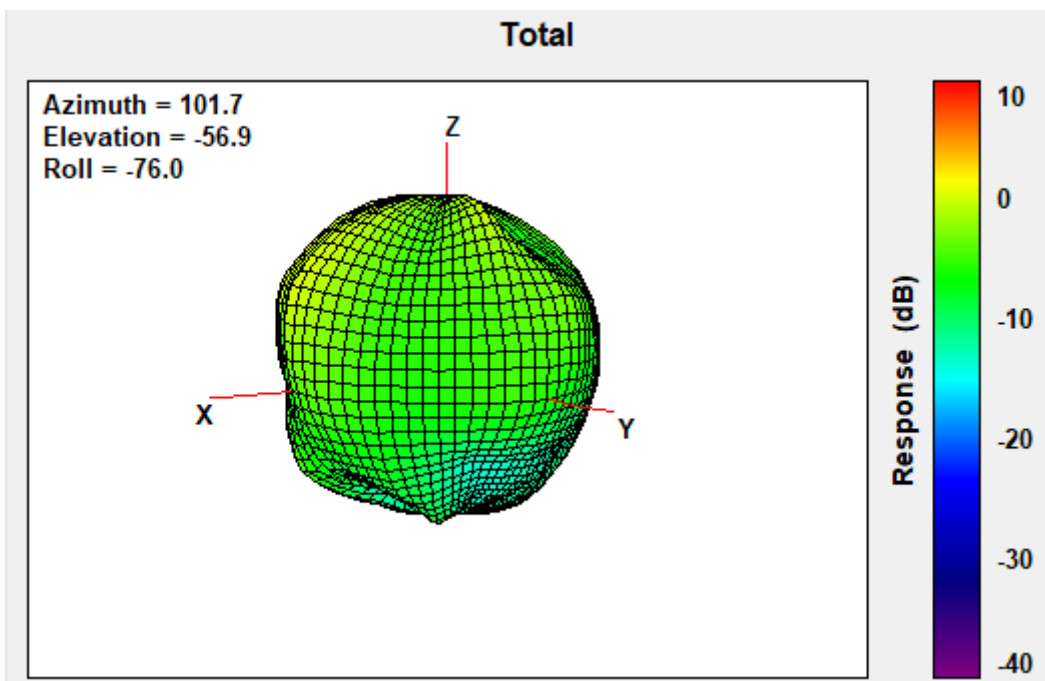 Total
Azimuth = 101.7
Elevation = -56.9
Roll = -76.0
Z
X
Y
10
0
-10
-20
-30
-40
Response (dB)